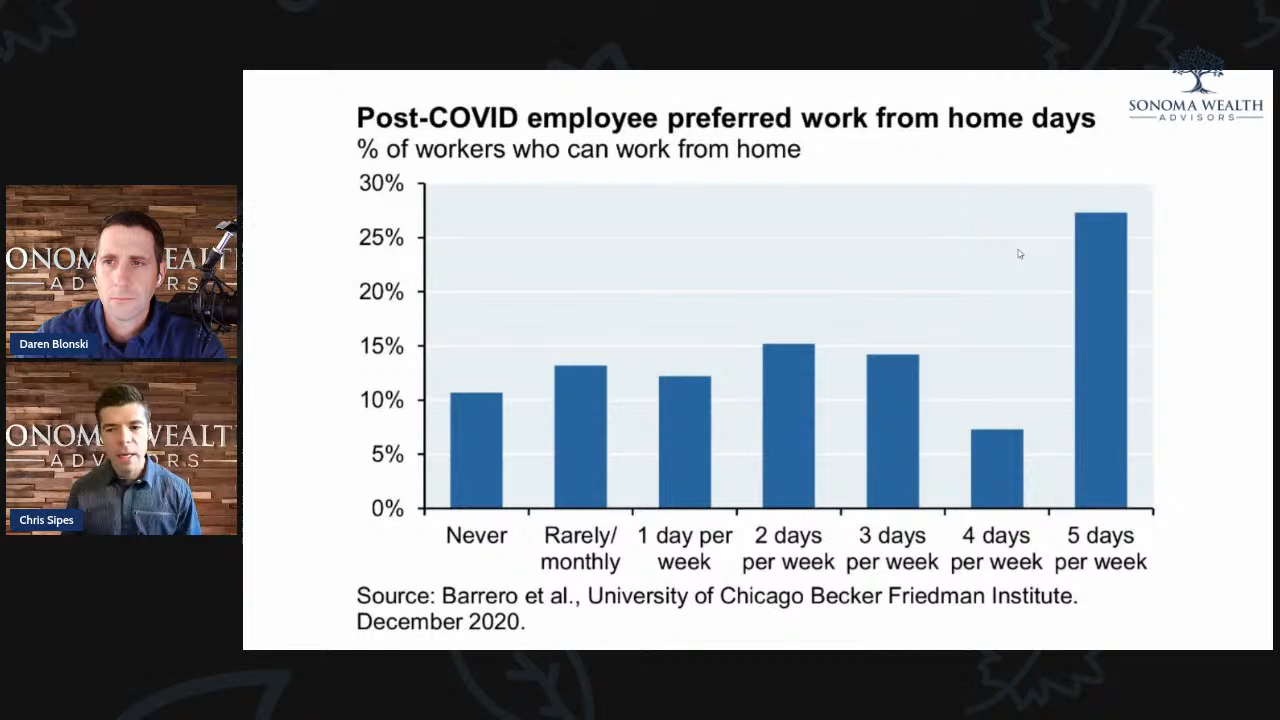 Post-COVID employee preferred work from home days
% of workers who can work from home
SONOMA WEALTH
ADVISORS
30%
25%
20%
15%
10%
5%
0%
Never
Rarely/
monthly
1 day per
week
2 days
per week
3 days
per week
4 days
per week
5 days
per week
Source: Barrero et al., University of Chicago Becker Friedman Institute.
December 2020.
Daren Blonski
Chris Sipes